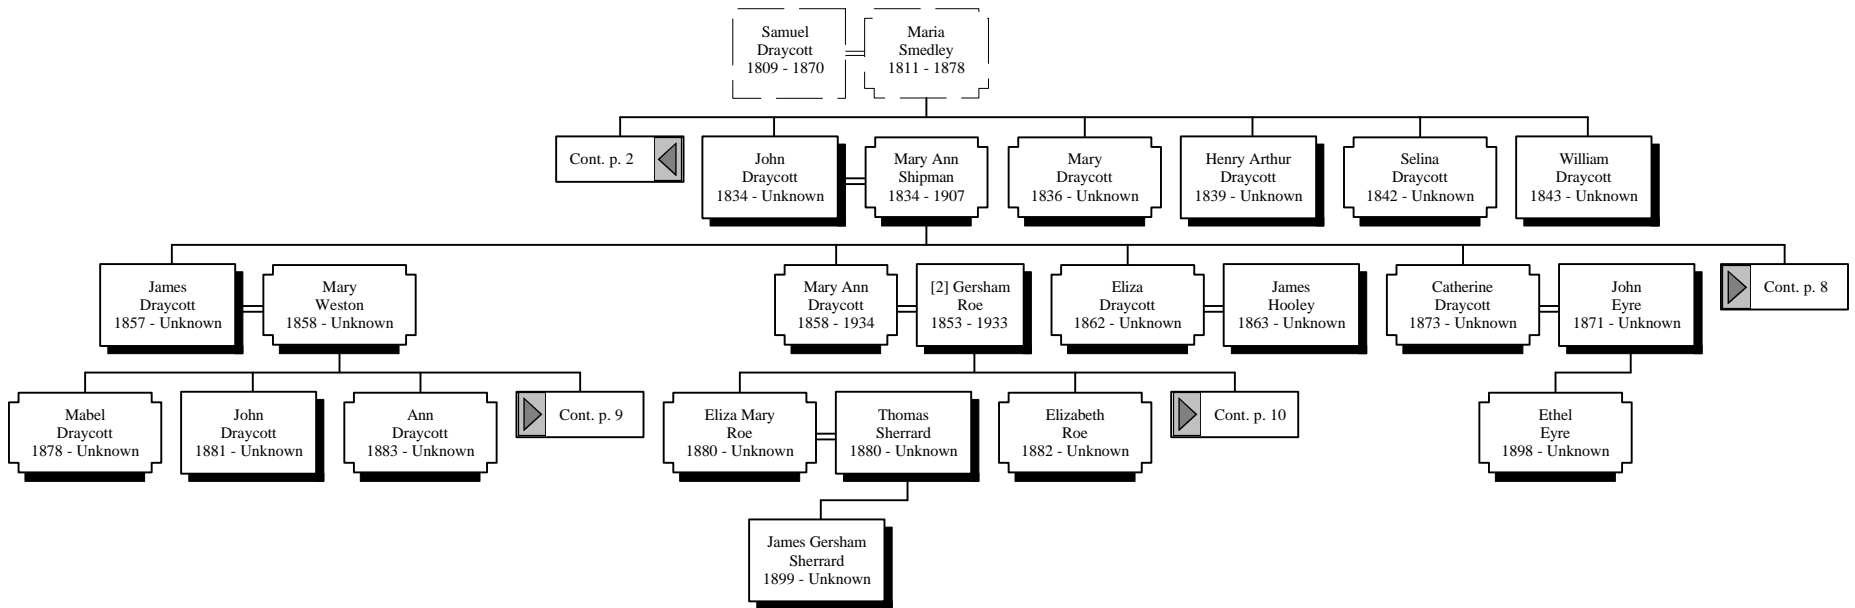 Samuel
Draycott
1809 - 1870
Maria
Smedley
1811 - 1878
Cont. p. 2
John
Draycott
1834 - Unknown
Mary Ann
Shipman
1834 - 1907
Mary
Draycott
1836 - Unknown
Henry Arthur
Draycott
1839 - Unknown
Selina
Draycott
1842 - Unknown
William
Draycott
1843 - Unknown
James
Draycott
1857 - Unknown
Mary
Weston
1858 - Unknown
Mary Ann
Draycott
1858 - 1934
[2] Gersham
Roe
1853 - 1933
Eliza
Draycott
1862 - Unknown
James
Hooley
1863 - Unknown
Catherine
Draycott
1873 - Unknown
John
Eyre
1871 - Unknown
Cont. p. 8
Mabel
Draycott
1878 - Unknown
John
Draycott
1881 - Unknown
Ann
Draycott
1883 - Unknown
Cont. p. 9
Eliza Mary
Roe
1880 - Unknown
Thomas
Sherrard
1880 - Unknown
Elizabeth
Roe
1882 - Unknown
Cont. p. 10
Ethel
Eyre
1898 - Unknown
James Gersham
Sherrard
1899 - Unknown